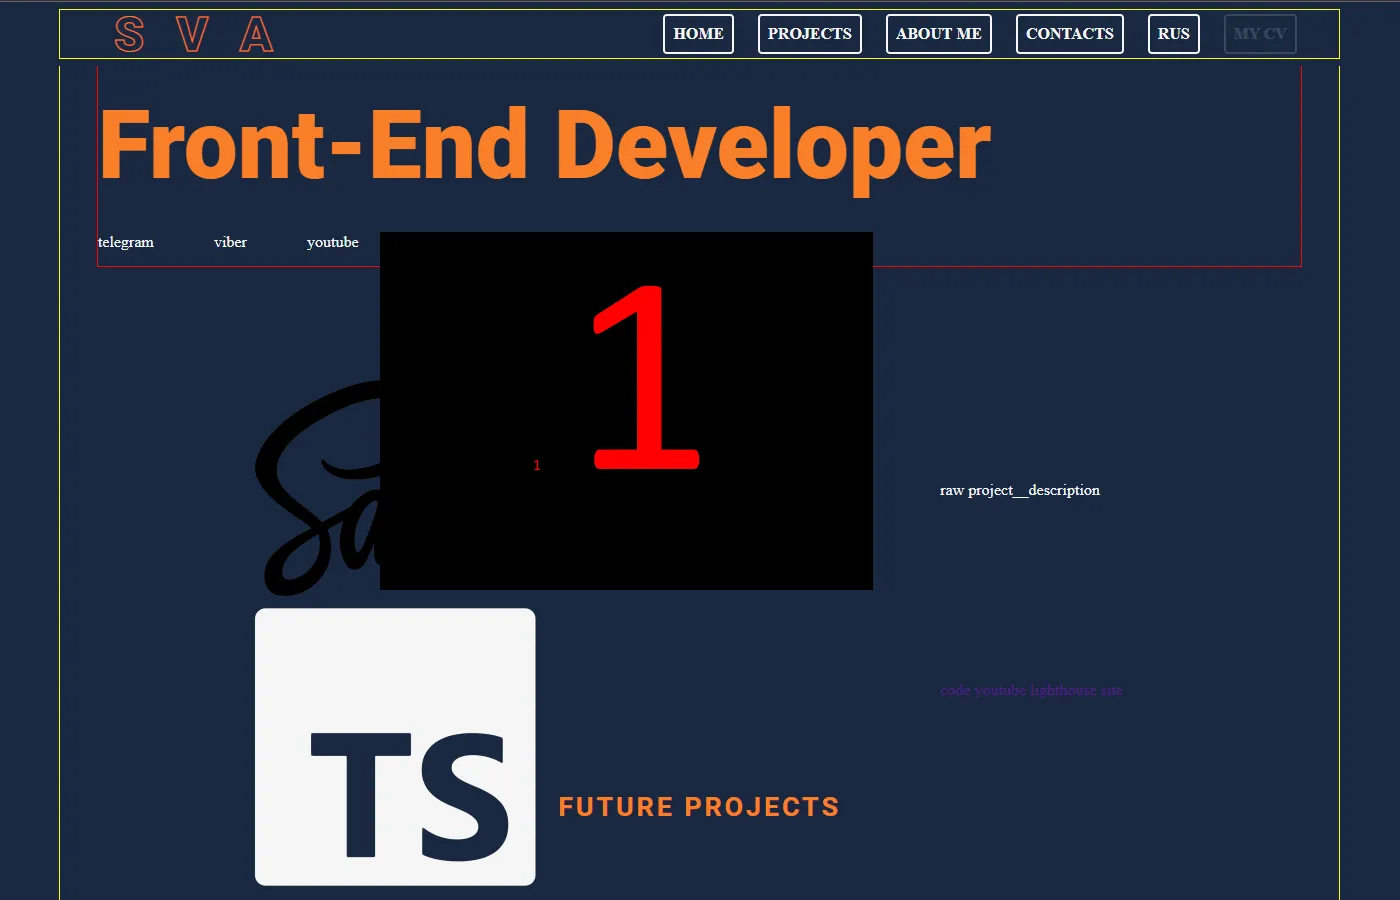 S V A HOME PROJECTS ABOUT ME CONTACTS RUS MY CV
Front-End Developer
telegram viber youtube
1
1
Sa
raw project__description
code youtube lighthouse site
TS
FUTURE PROJECTS